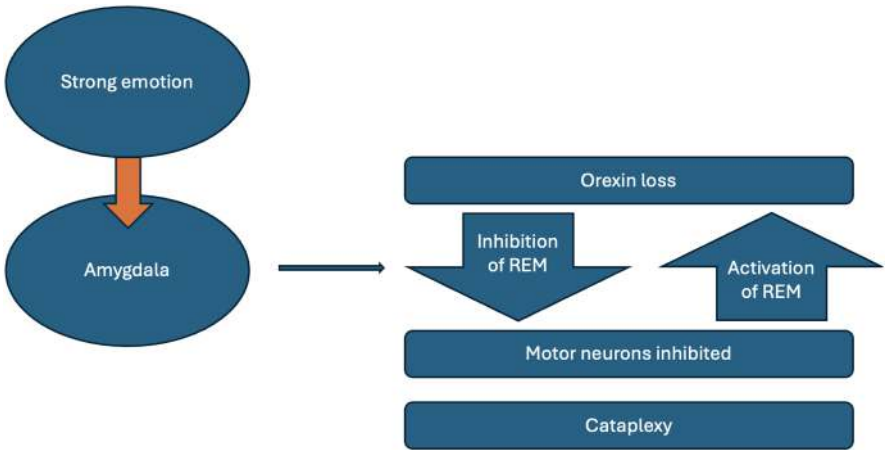 Strong emotion
Amygdala
Orexin loss
Inhibition
of REM
Activation
of REM
Motor neurons inhibited
Cataplexy